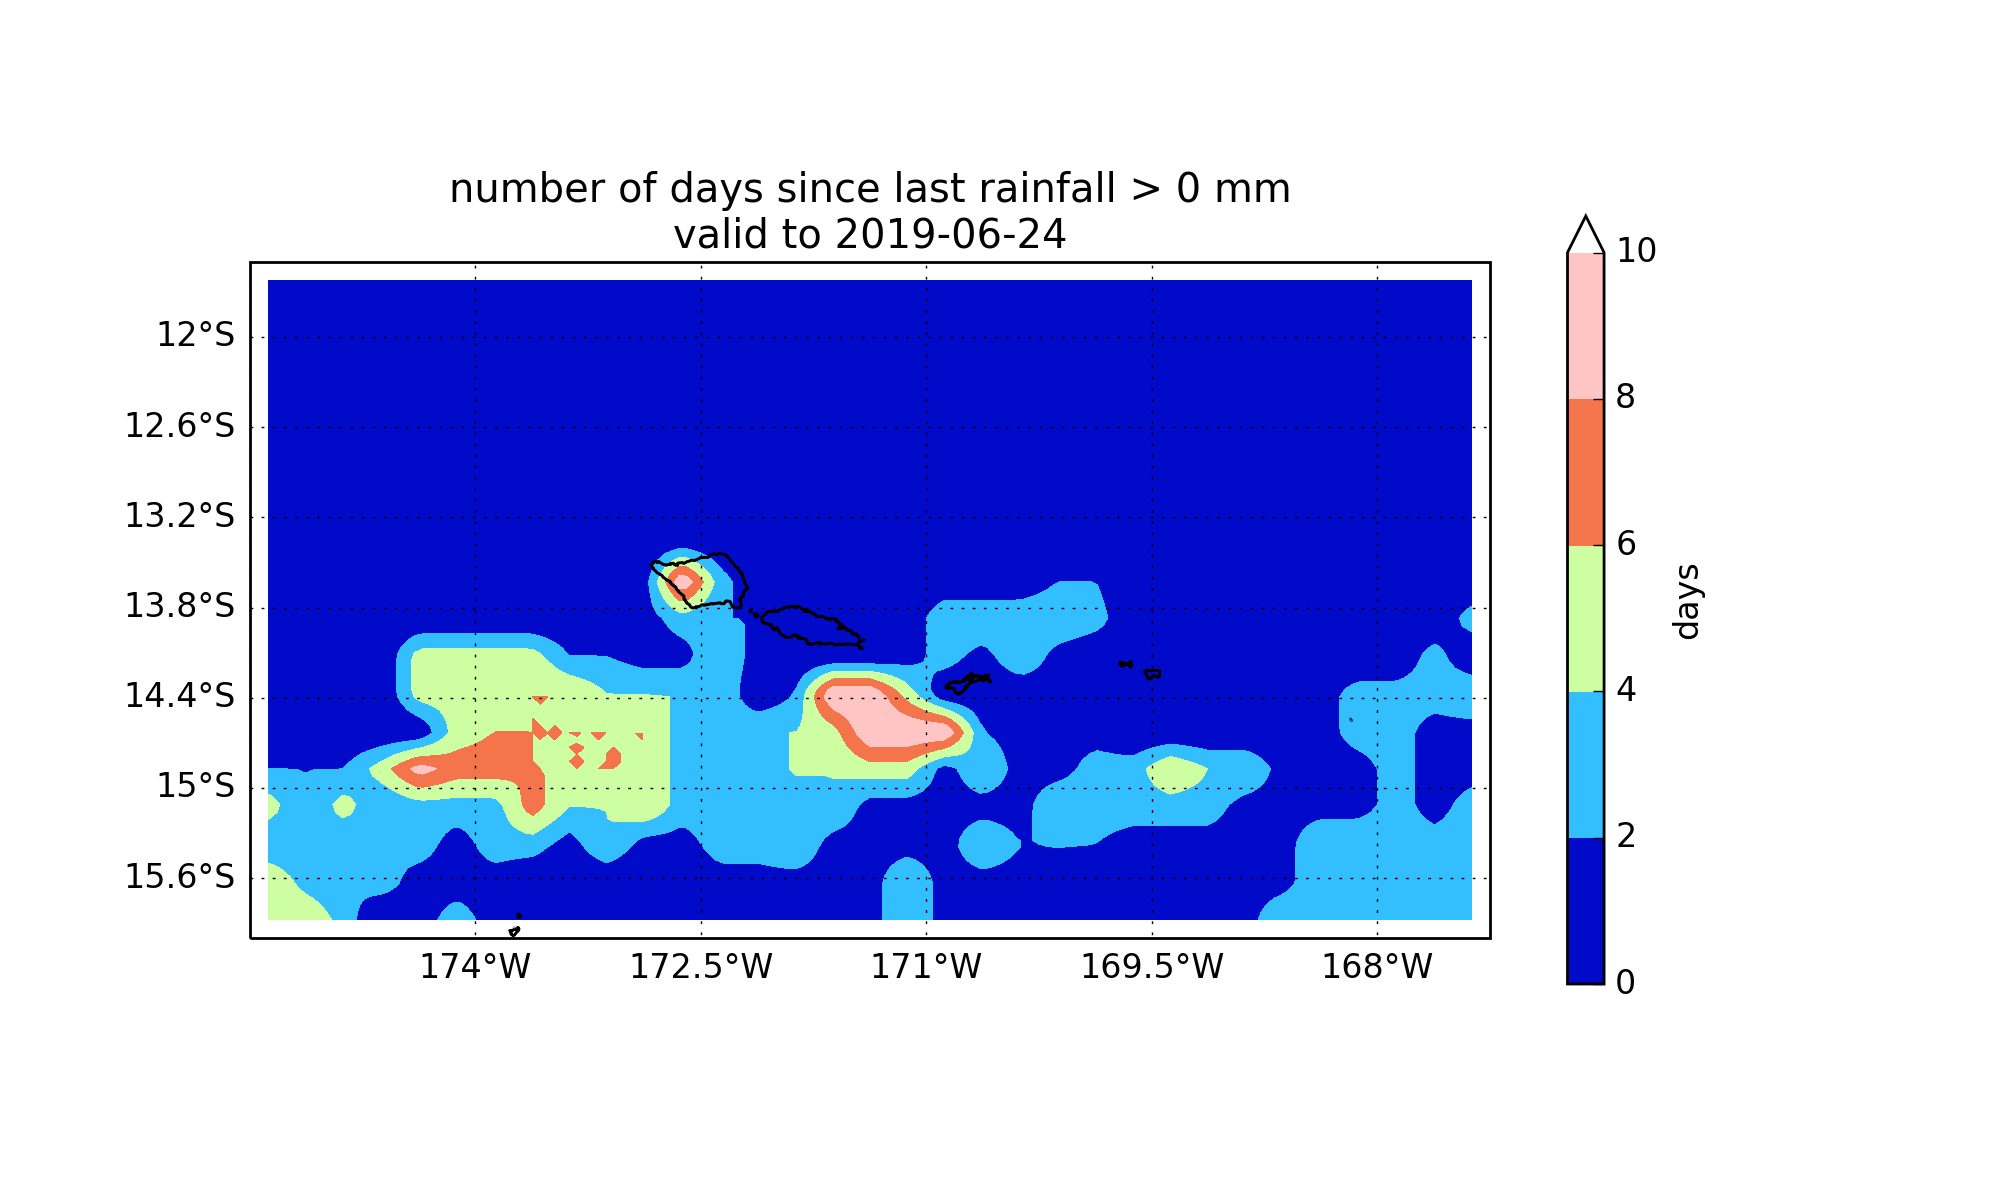 number of days since last rainfall > 0 mm
valid to 2019-06-24
12°S
12.6°S
13.2°S
13.8°S
14.4°S
15°S
15.6°S
174°W 172.5°W 171°W 169.5°W 168°W
10
8
6
4
2
0
days